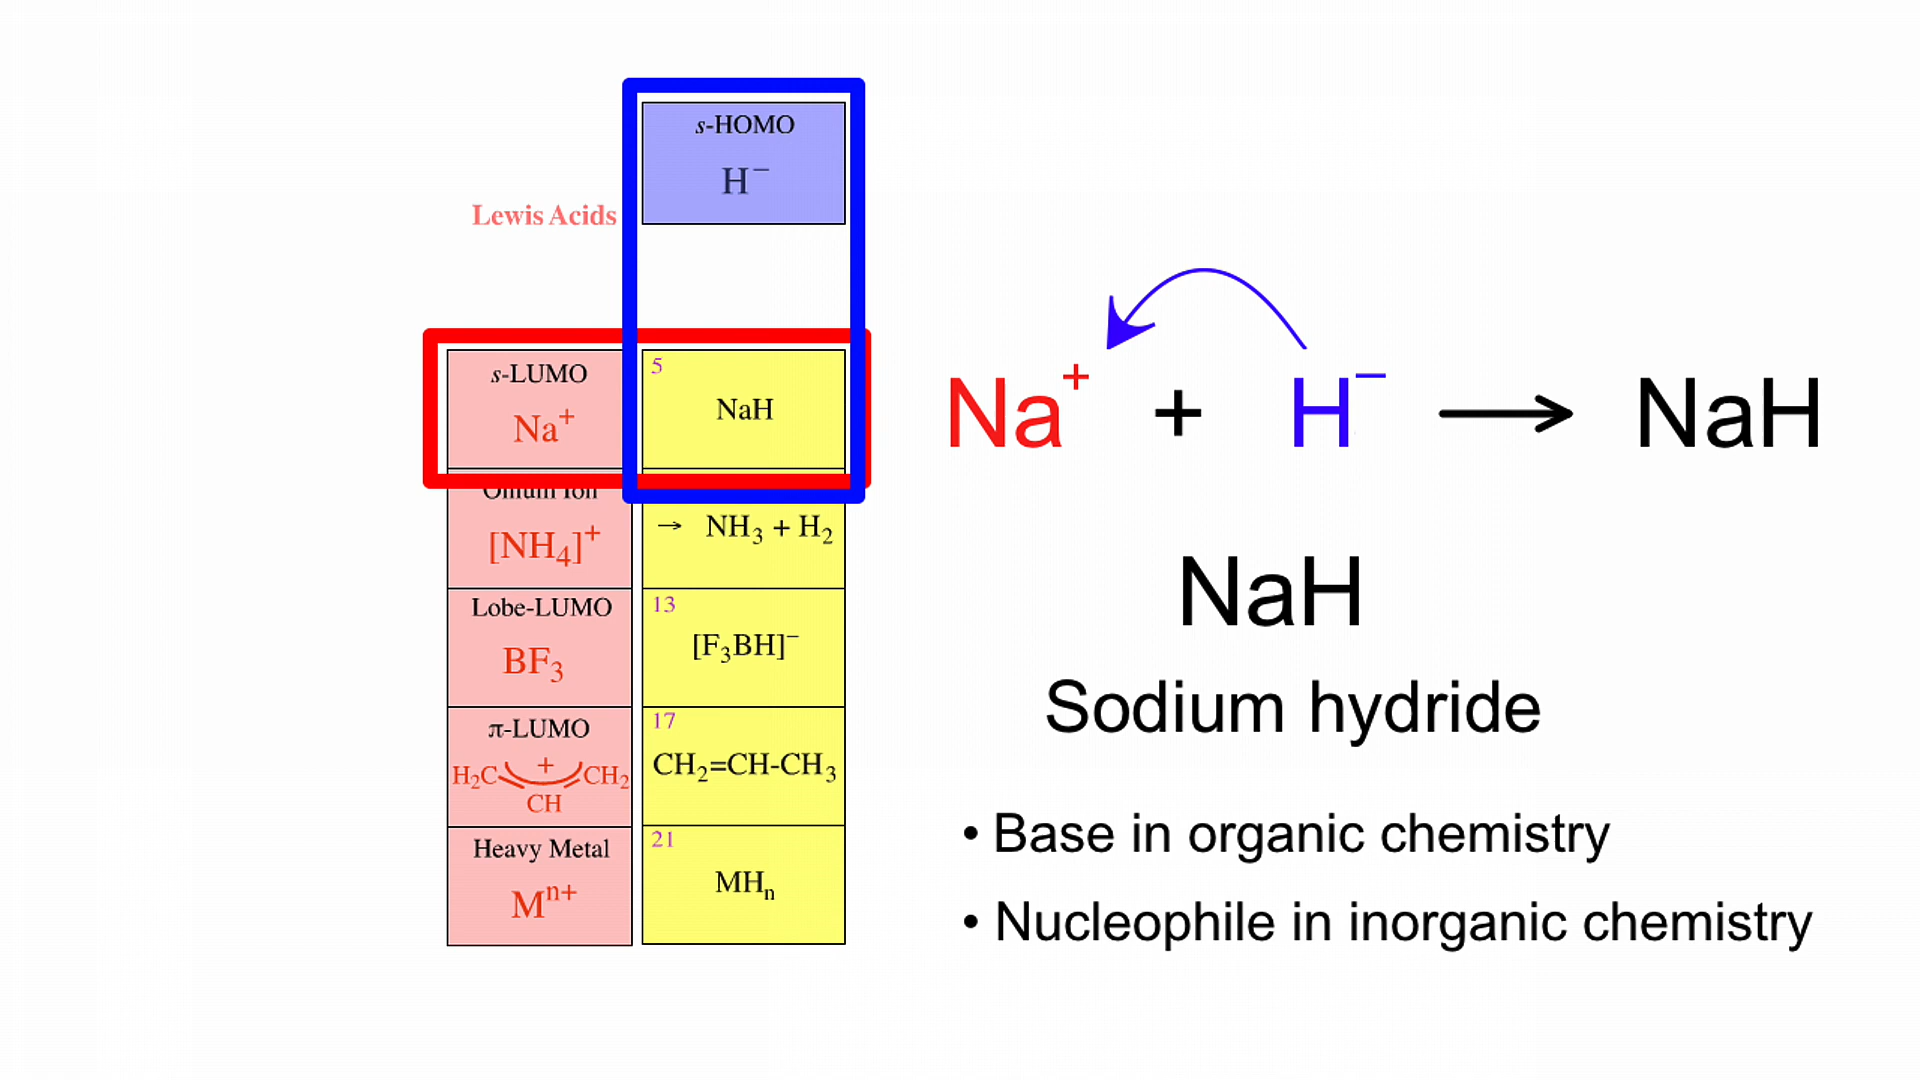 s-HOMO
H⁻
Lewis Acids
s-LUMO
Na⁺
5
NaH
Onium Ion
[NH₄]⁺
→ NH₃ + H₂
Lobe-LUMO
BF₃
13
[F₃BH]⁻
π-LUMO
H₂C + CH₂
CH
17
CH₂=CH-CH₃
Heavy Metal
Mⁿ⁺
21
MHₙ
Na⁺ + H⁻ → NaH
NaH
Sodium hydride
• Base in organic chemistry
• Nucleophile in inorganic chemistry